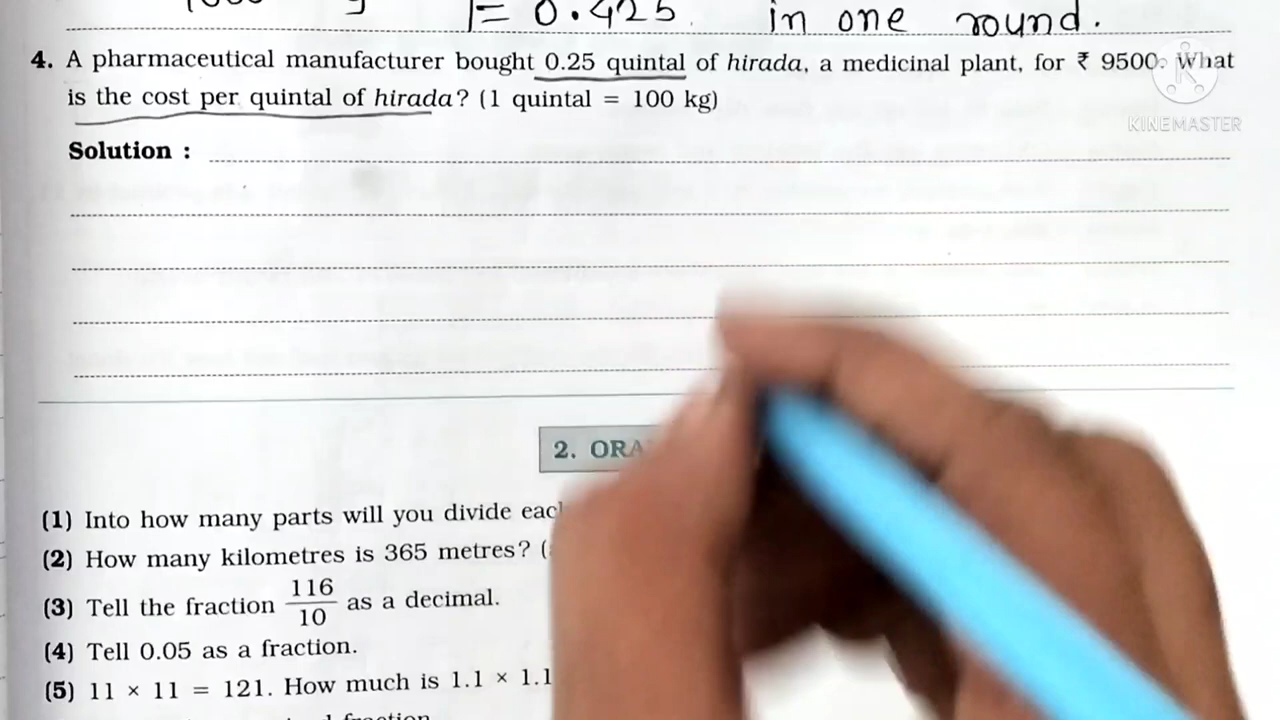 = 0.425 in one round.
4. A pharmaceutical manufacturer bought 0.25 quintal of hirada, a medicinal plant, for ₹ 9500. What
is the cost per quintal of hirada? (1 quintal = 100 kg)
KINEMASTER
Solution :
2. ORA
(1) Into how many parts will you divide each
(2) How many kilometres is 365 metres? (
(3) Tell the fraction 116/10 as a decimal.
(4) Tell 0.05 as a fraction.
(5) 11 × 11 = 121. How much is 1.1 × 1.1
fraction